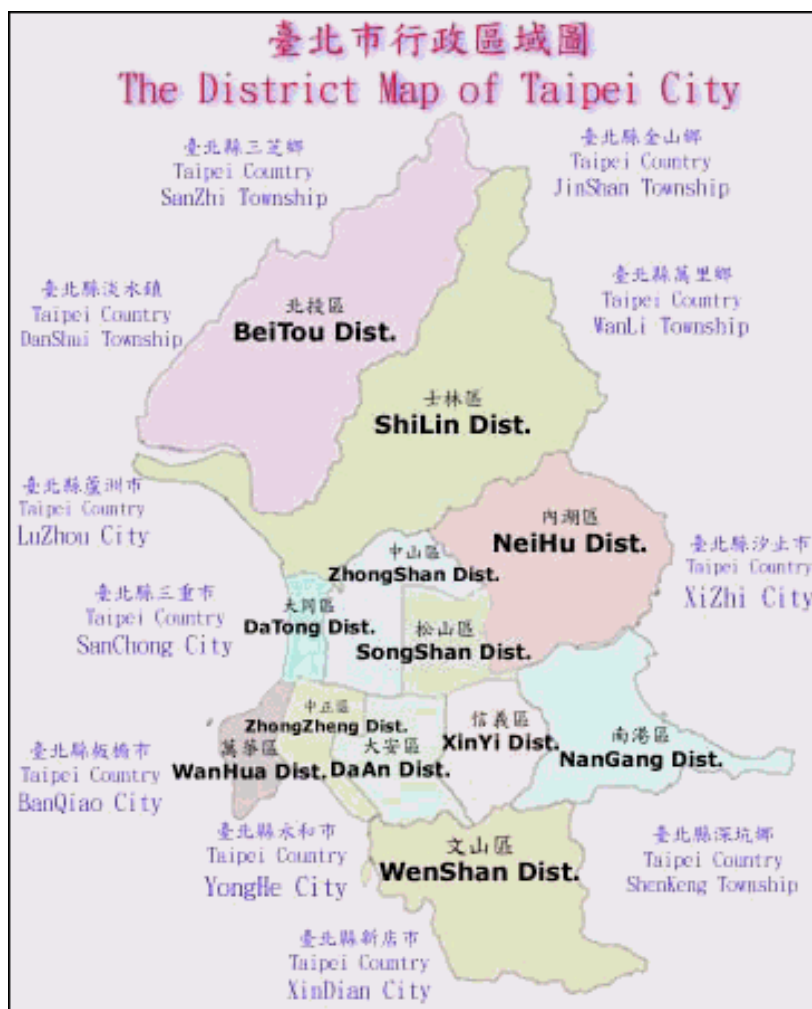 臺北市行政區域圖
The District Map of Taipei City
臺北縣三芝鄉
Taipei Country
SanZhi Township
臺北縣金山鄉
Taipei Country
JinShan Township
臺北縣淡水鎮
Taipei Country
DanShui Township
臺北縣萬里鄉
Taipei Country
WanLi Township
北投區
BeiTou Dist.
士林區
ShiLin Dist.
臺北縣蘆洲市
Taipei Country
LuZhou City
內湖區
NeiHu Dist.
中山區
ZhongShan Dist.
臺北縣汐止市
Taipei Country
XiZhi City
臺北縣三重市
Taipei Country
SanChong City
大同區
DaTong Dist.
松山區
SongShan Dist.
中正區
ZhongZheng Dist.
信義區
XinYi Dist.
南港區
NanGang Dist.
臺北縣板橋市
Taipei Country
BanQiao City
萬華區
WanHua Dist.
大安區
DaAn Dist.
臺北縣永和市
Taipei Country
YongHe City
文山區
WenShan Dist.
臺北縣深坑鄉
Taipei Country
ShenKeng Township
臺北縣新店市
Taipei Country
XinDian City